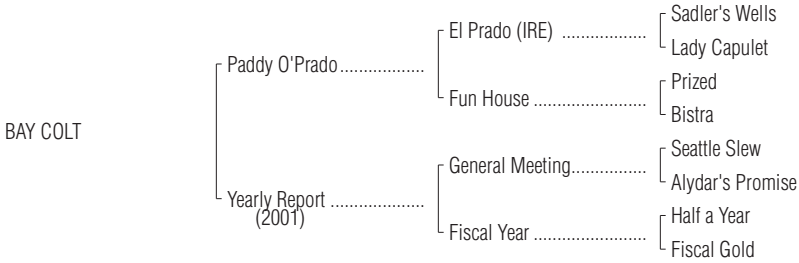 Sadler's Wells
El Prado (IRE) ..................
Lady Capulet
Paddy O'Prado..................
Prized
Fun House ........................
Bistra
BAY COLT
Seattle Slew
General Meeting................
Alydar's Promise
Yearly Report ....................
(2001)
Half a Year
Fiscal Year ........................
Fiscal Gold